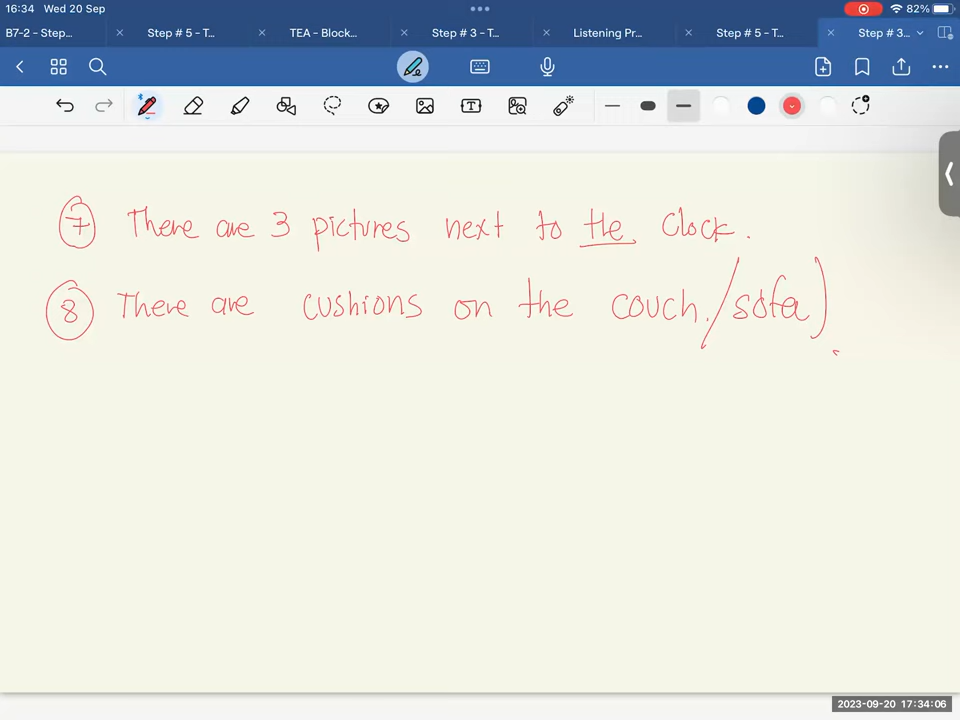 16:34 Wed 20 Sep
82%
B7-2 - Step...
Step # 5 - T...
TEA - Block...
Step # 3 - T...
Listening Pr...
Step # 5 - T...
Step # 3...
7 There are 3 pictures next to the clock.
8 There are cushions on the couch./sofa)
2023-09-20 17:34:06